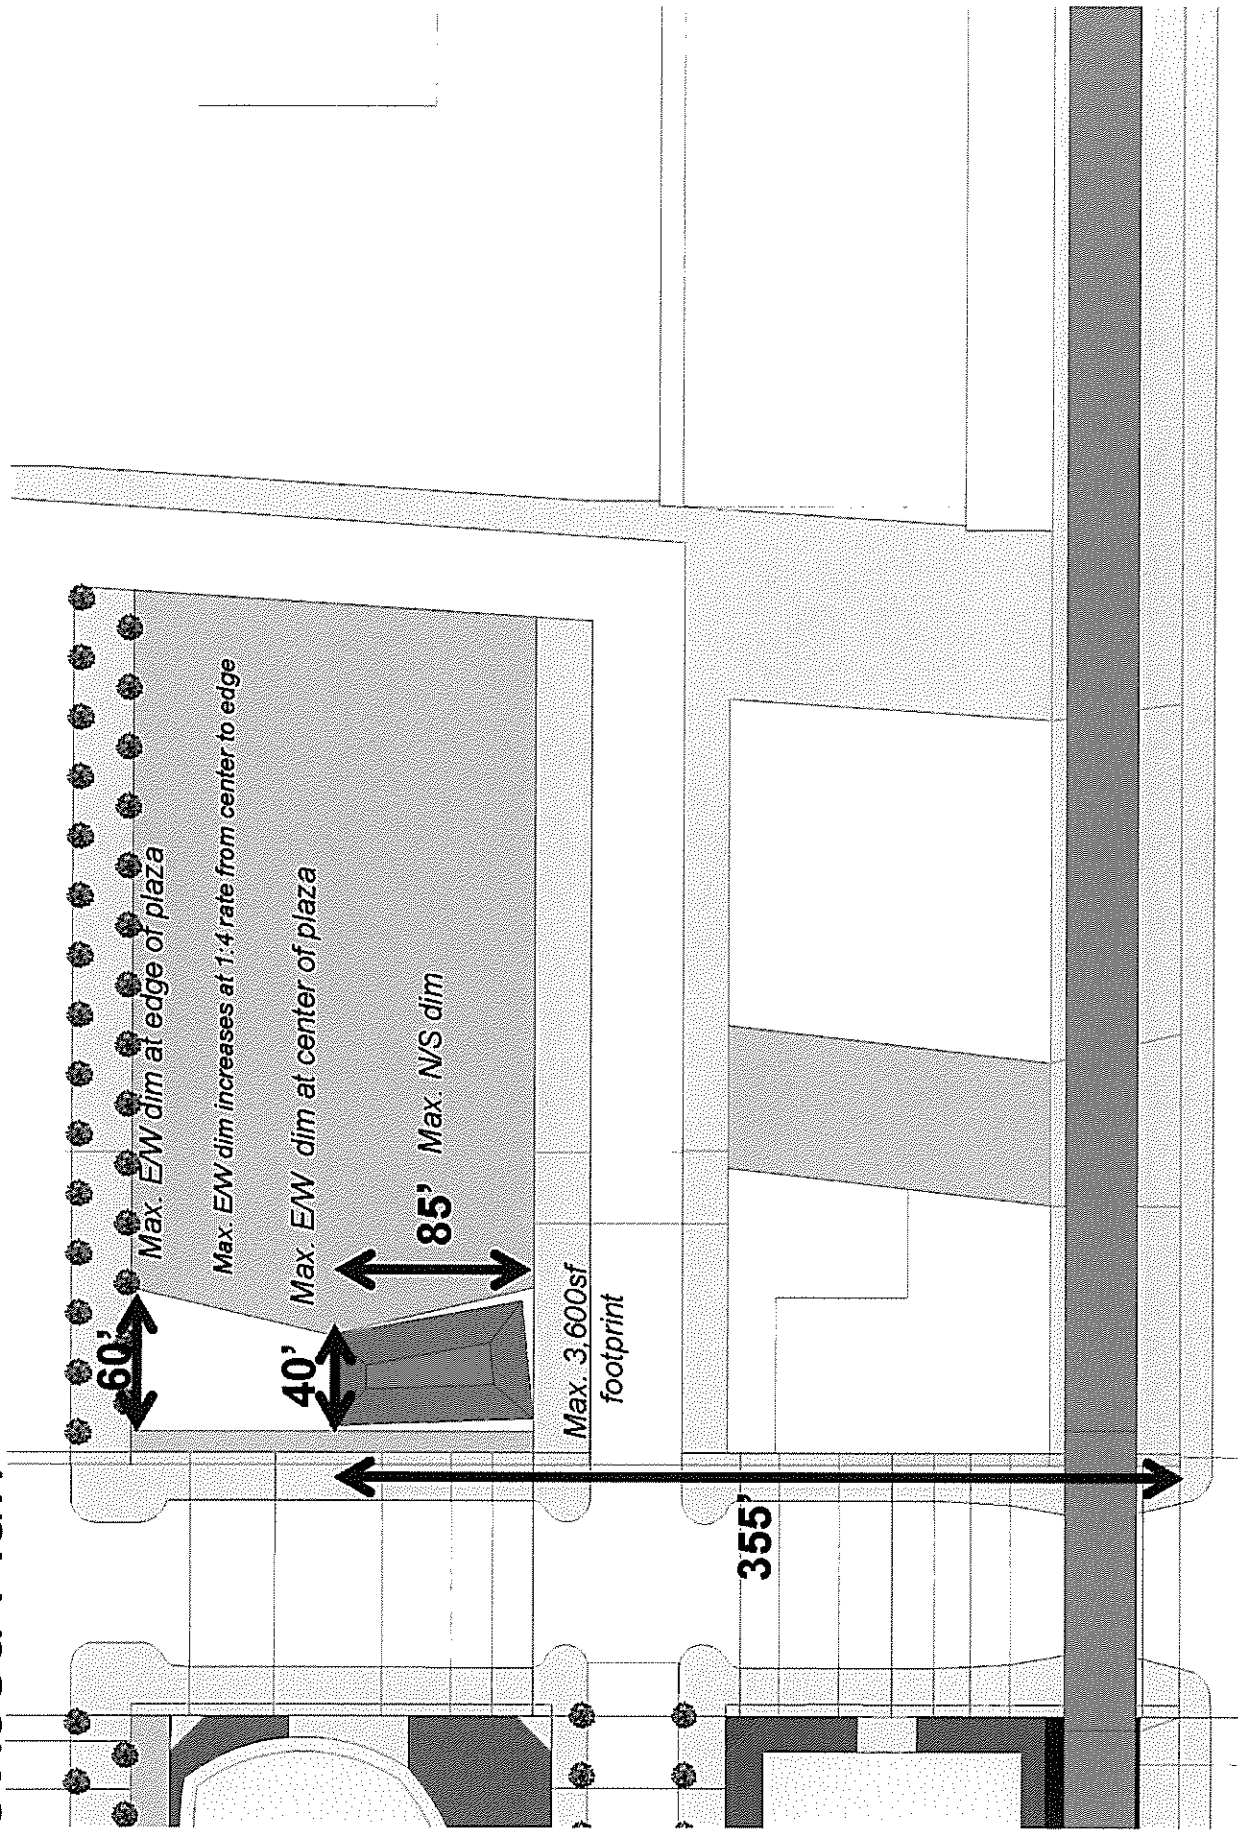 60' Max. E/W dim at edge of plaza
Max. E/W dim increases at 1:4 rate from center to edge
40' Max. E/W dim at center of plaza
85' Max. N/S dim
Max. 3,600sf
footprint
355'